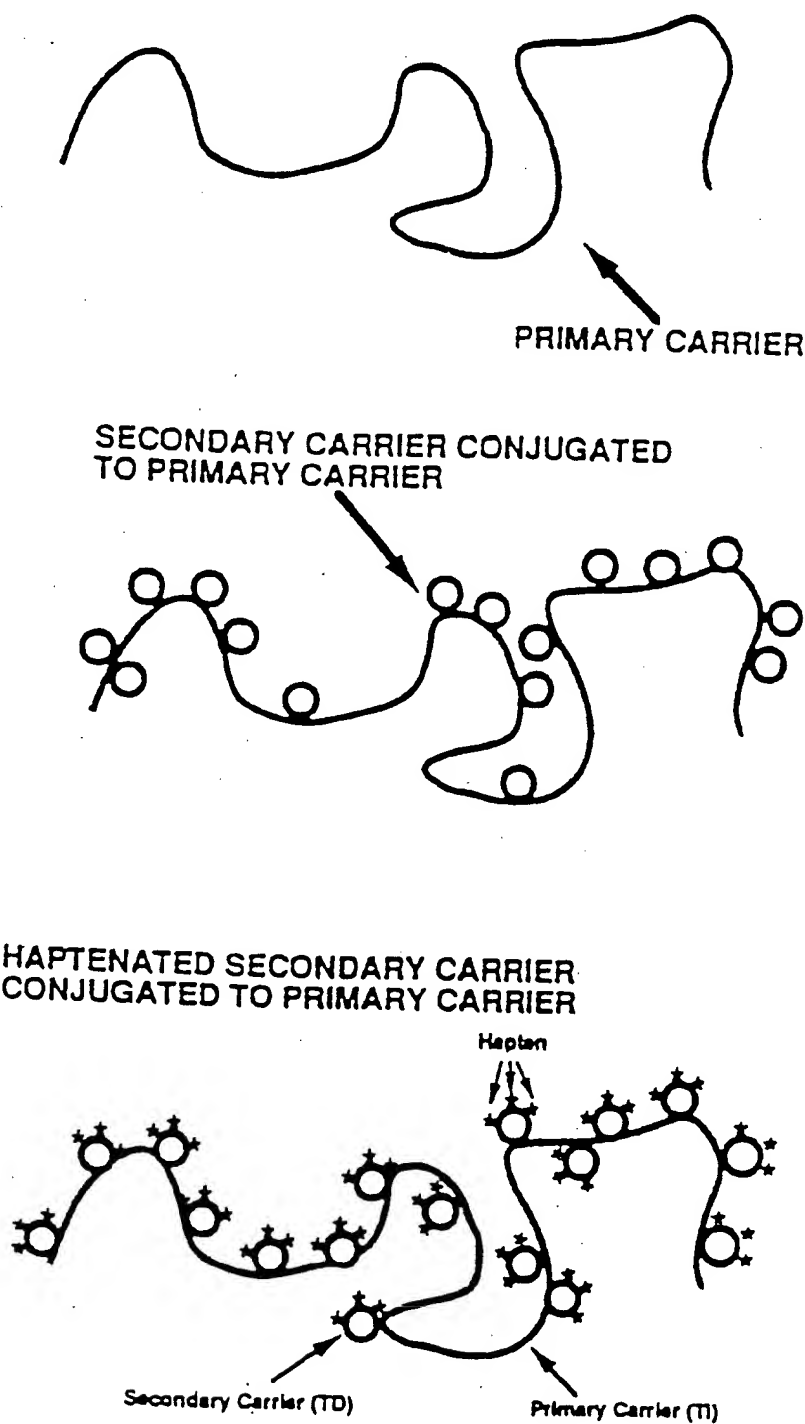 PRIMARY CARRIER
SECONDARY CARRIER CONJUGATED
TO PRIMARY CARRIER
HAPTENATED SECONDARY CARRIER
CONJUGATED TO PRIMARY CARRIER
Hapten
Secondary Carrier (TD)
Primary Carrier (TI)